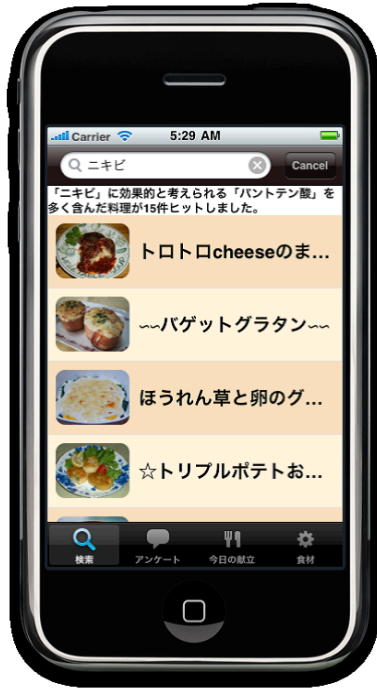 Carrier 5:29 AM
ニキビ Cancel
「ニキビ」に効果的と考えられる「パントテン酸」を
多く含んだ料理が15件ヒットしました。
トロトロcheeseのま...
~~バゲットグラタン~~
ほうれん草と卵のグ...
☆トリプルポテトお...
検索 アンケート 今日の献立 食材